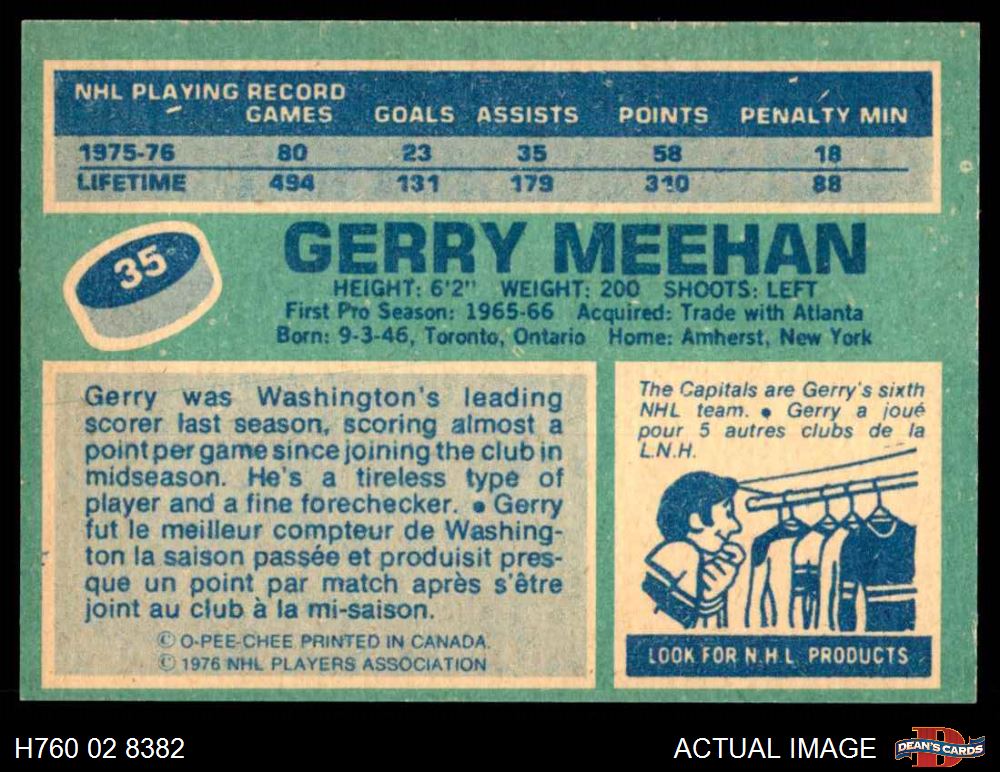 NHL PLAYING RECORD
GAMES GOALS ASSISTS POINTS PENALTY MIN
1975-76 80 23 35 58 18
LIFETIME 494 131 179 310 88
35
GERRY MEEHAN
HEIGHT: 6'2" WEIGHT: 200 SHOOTS: LEFT
First Pro Season: 1965-66 Acquired: Trade with Atlanta
Born: 9-3-46, Toronto, Ontario Home: Amherst, New York
Gerry was Washington's leading
scorer last season, scoring almost a
point per game since joining the club in
midseason. He's a tireless type of
player and a fine forechecker. • Gerry
fut le meilleur compteur de Washing-
ton la saison passée et produisit pres-
que un point par match après s'être
joint au club à la mi-saison.
© O-PEE-CHEE PRINTED IN CANADA.
© 1976 NHL PLAYERS ASSOCIATION
The Capitals are Gerry's sixth
NHL team. • Gerry a joué
pour 5 autres clubs de la
L.N.H.
LOOK FOR N.H.L PRODUCTS
H760 02 8382
ACTUAL IMAGE
D
DEAN'S CARDS